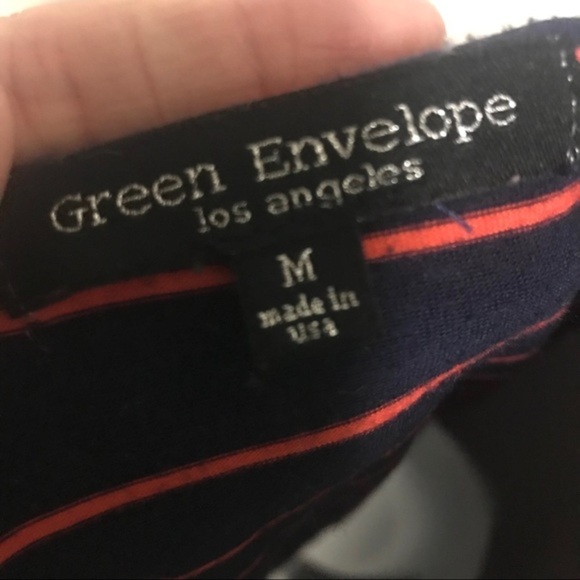 Green Envelope
los angeles
M
made in
usa